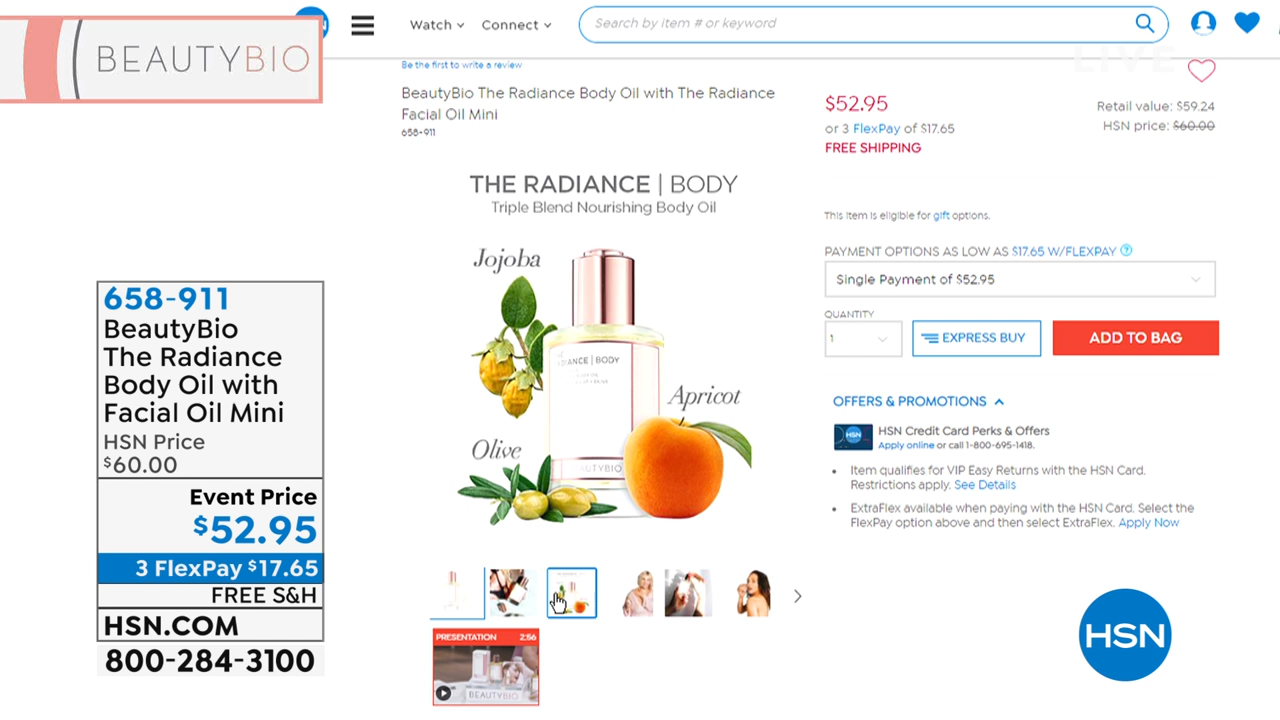 BEAUTYBIO
Watch
Connect
Search by item # or keyword
LIVE
Be the first to write a review
BeautyBio The Radiance Body Oil with The Radiance
Facial Oil Mini
658-911
$52.95
or 3 FlexPay of $17.65
FREE SHIPPING
Retail value: $59.24
HSN price: $60.00
THE RADIANCE | BODY
Triple Blend Nourishing Body Oil
Jojoba
Apricot
Olive
RADIANCE | BODY
BEAUTYBIO
This item is eligible for gift options.
PAYMENT OPTIONS AS LOW AS $17.65 W/FLEXPAY ?
Single Payment of $52.95
QUANTITY
1
EXPRESS BUY
ADD TO BAG
OFFERS & PROMOTIONS
HSN
HSN Credit Card Perks & Offers
Apply online or call 1-800-695-1418.
• Item qualifies for VIP Easy Returns with the HSN Card.
Restrictions apply. See Details
• ExtraFlex available when paying with the HSN Card. Select the
FlexPay option above and then select ExtraFlex. Apply Now
PRESENTATION 2:56
BEAUTYBIO
658-911
BeautyBio
The Radiance
Body Oil with
Facial Oil Mini
HSN Price
$60.00
Event Price
$52.95
3 FlexPay $17.65
FREE S&H
HSN.COM
800-284-3100
HSN